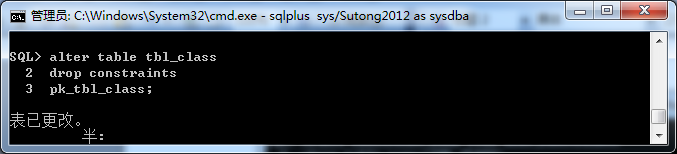 管理员: C:\Windows\System32\cmd.exe - sqlplus  sys/Sutong2012 as sysdba
SQL> alter table tbl_class
  2  drop constraints
  3  pk_tbl_class;
表已更改。
半: